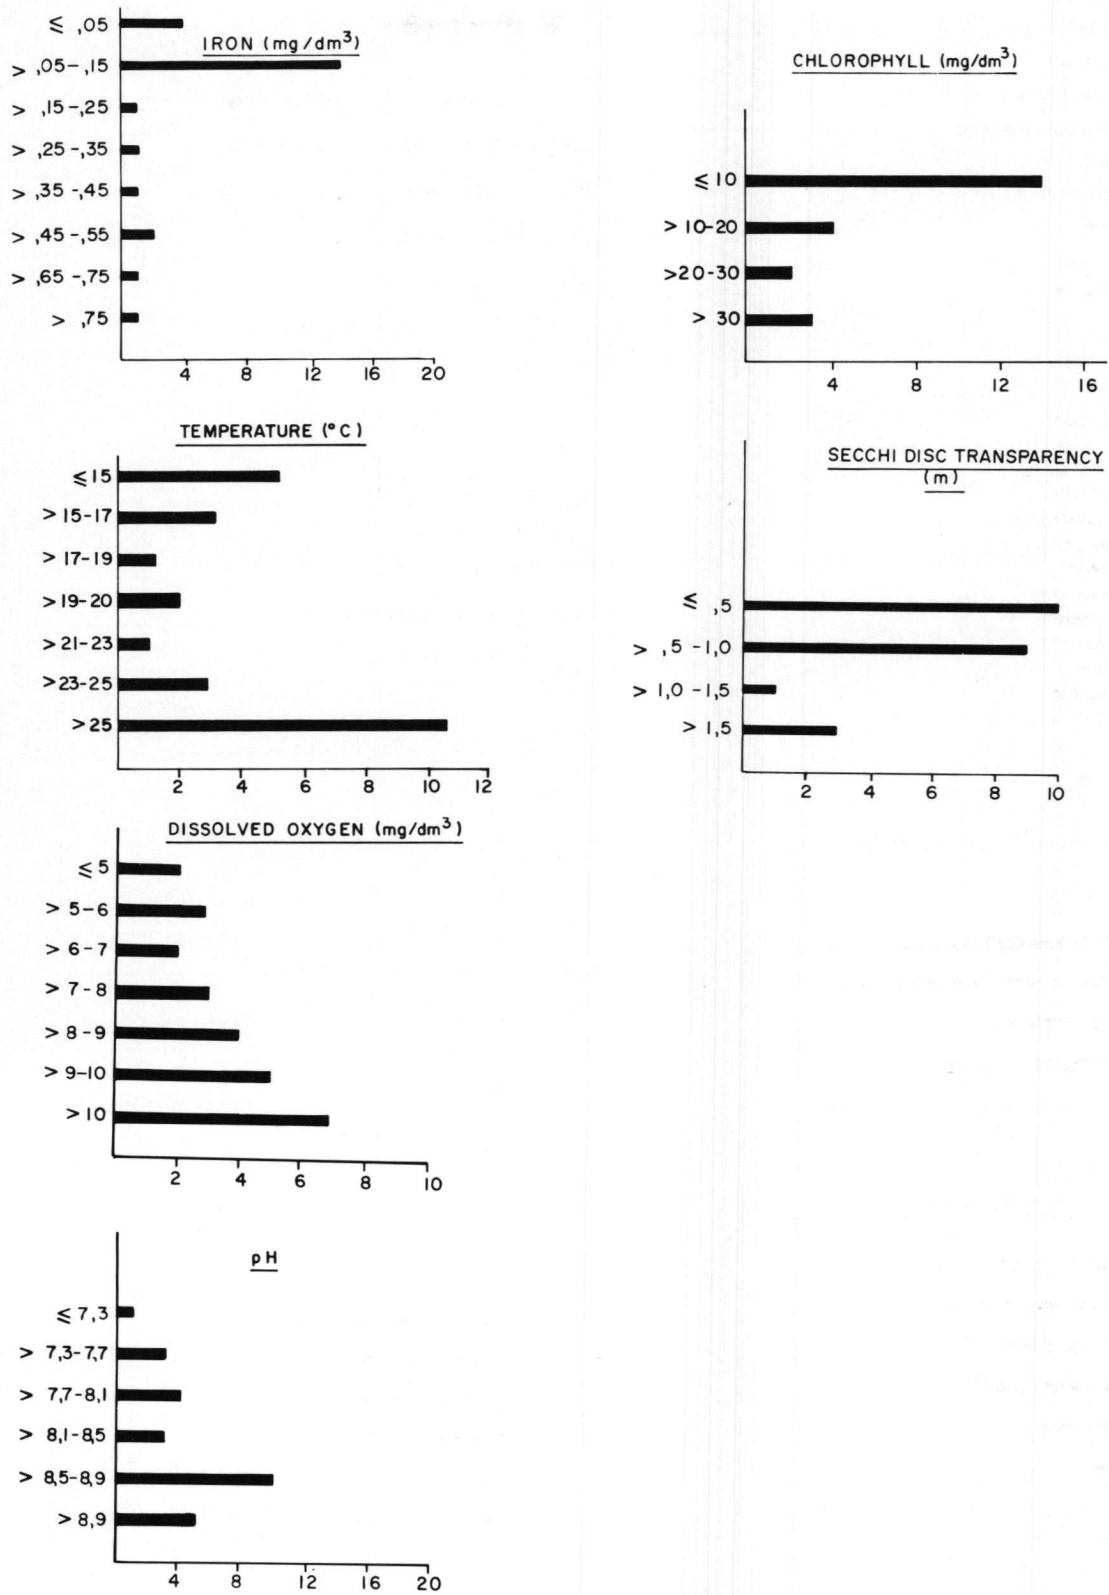 ≤ ,05
IRON (mg/dm³)
> ,05-,15
> ,15-,25
> ,25-,35
> ,35-,45
> ,45-,55
> ,65-,75
> ,75
4 8 12 16 20
CHLOROPHYLL (mg/dm³)
≤ 10
> 10-20
>20-30
> 30
4 8 12 16
TEMPERATURE (°C)
≤ 15
> 15-17
> 17-19
>19-20
>21-23
>23-25
>25
2 4 6 8 10 12
SECCHI DISC TRANSPARENCY
(m)
≤ ,5
> ,5-1,0
> 1,0-1,5
> 1,5
2 4 6 8 10
DISSOLVED OXYGEN (mg/dm³)
≤ 5
> 5-6
> 6-7
> 7-8
> 8-9
> 9-10
> 10
2 4 6 8 10
pH
≤ 7,3
> 7,3-7,7
> 7,7-8,1
> 8,1-8,5
> 8,5-8,9
> 8,9
4 8 12 16 20